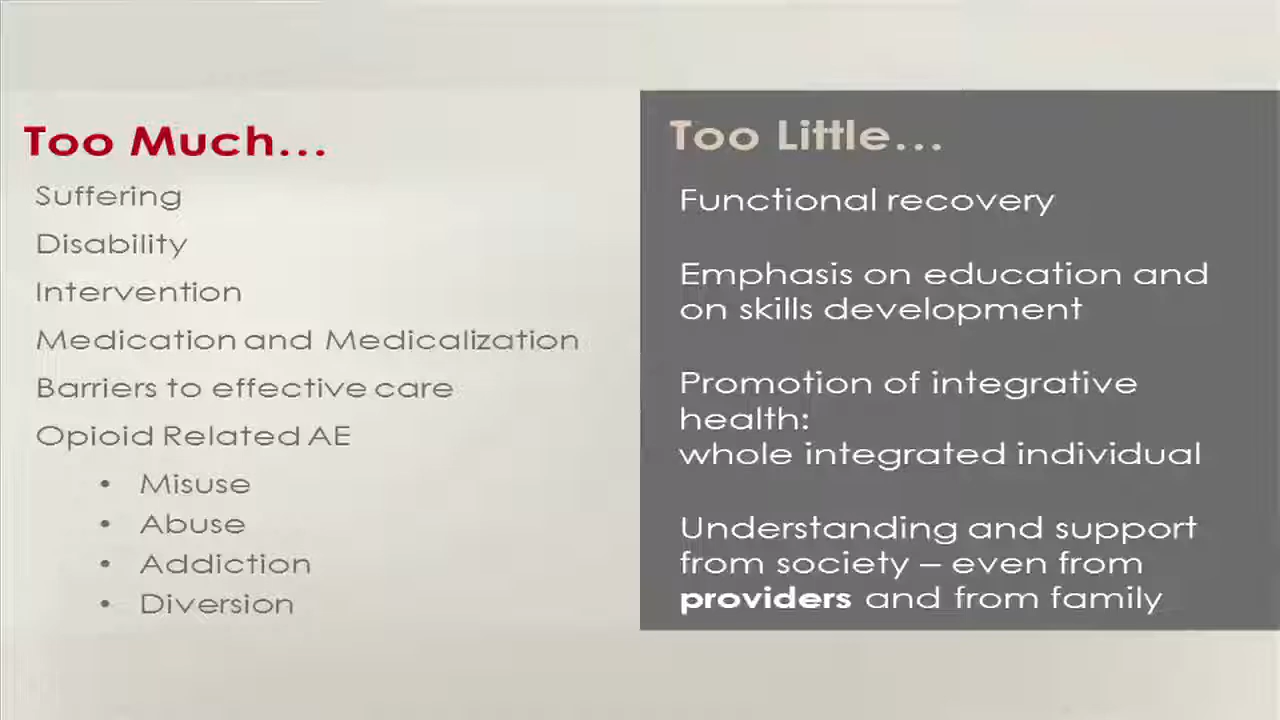 Too Much...
Suffering
Disability
Intervention
Medication and Medicalization
Barriers to effective care
Opioid Related AE
• Misuse
• Abuse
• Addiction
• Diversion
Too Little...
Functional recovery
Emphasis on education and
on skills development
Promotion of integrative
health:
whole integrated individual
Understanding and support
from society – even from
providers and from family